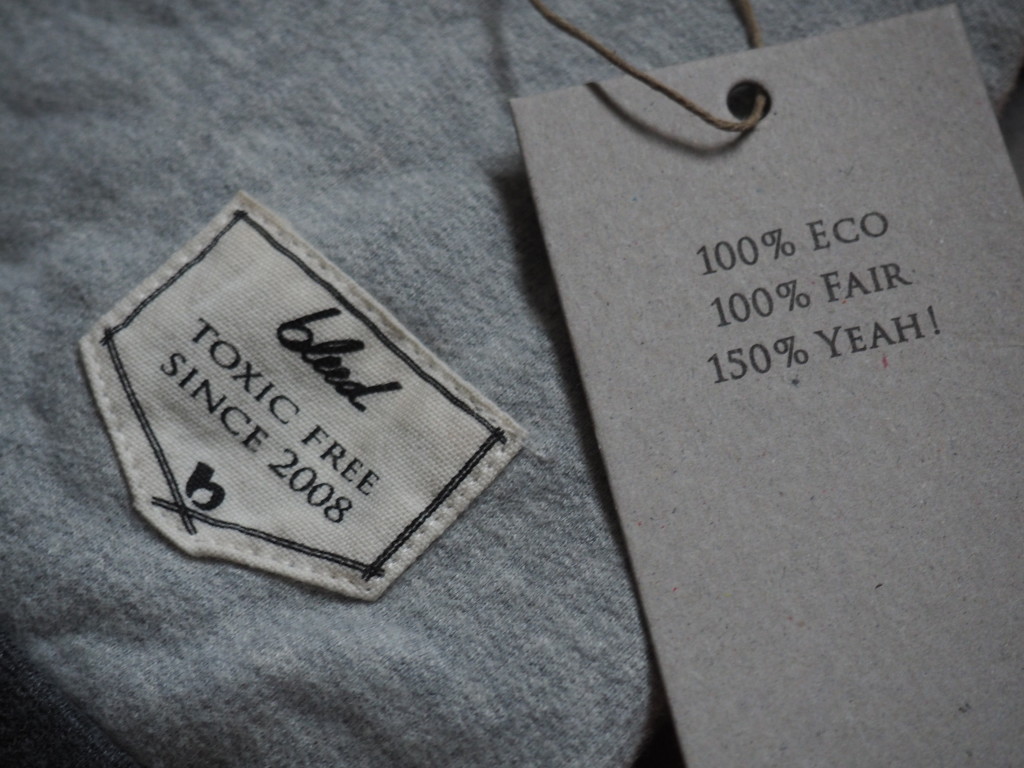 bleed
TOXIC FREE
SINCE 2008
b
100% ECO
100% FAIR
150% YEAH!